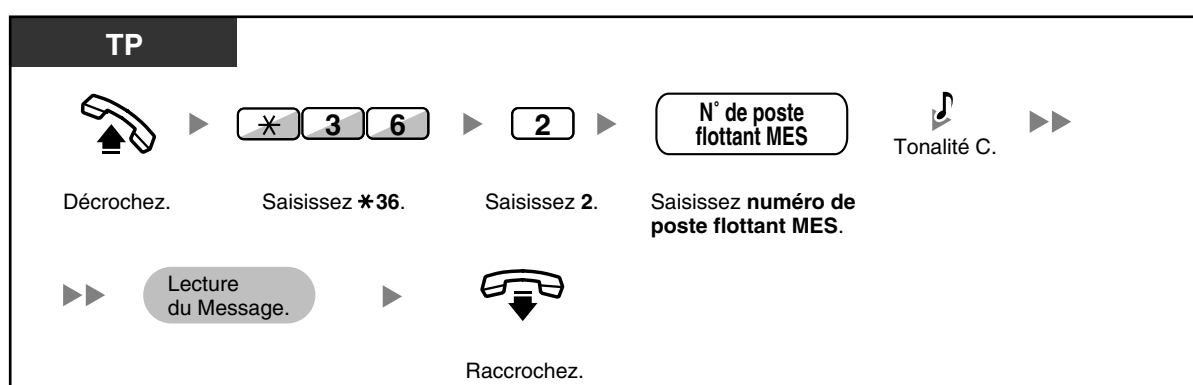 TP
✳ 3 6
2
N° de poste
flottant MES
Tonalité C.
Décrochez.
Saisissez ✳36.
Saisissez 2.
Saisissez numéro de
poste flottant MES.
Lecture
du Message.
Raccrochez.